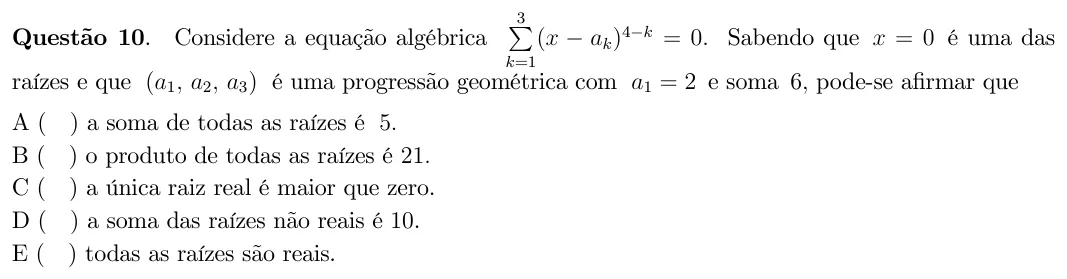 Questão 10. Considere a equação algébrica $\sum_{k=1}^{3}(x - a_k)^{4-k} = 0$. Sabendo que $x = 0$ é uma das
raízes e que $(a_1, a_2, a_3)$ é uma progressão geométrica com $a_1 = 2$ e soma 6, pode-se afirmar que
A ( ) a soma de todas as raízes é 5.
B ( ) o produto de todas as raízes é 21.
C ( ) a única raiz real é maior que zero.
D ( ) a soma das raízes não reais é 10.
E ( ) todas as raízes são reais.